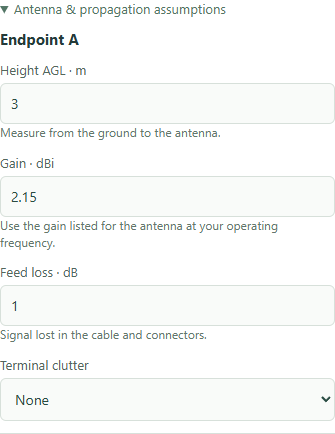 ▼ Antenna & propagation assumptions
Endpoint A
Height AGL · m
3
Measure from the ground to the antenna.
Gain · dBi
2.15
Use the gain listed for the antenna at your operating
frequency.
Feed loss · dB
1
Signal lost in the cable and connectors.
Terminal clutter
None